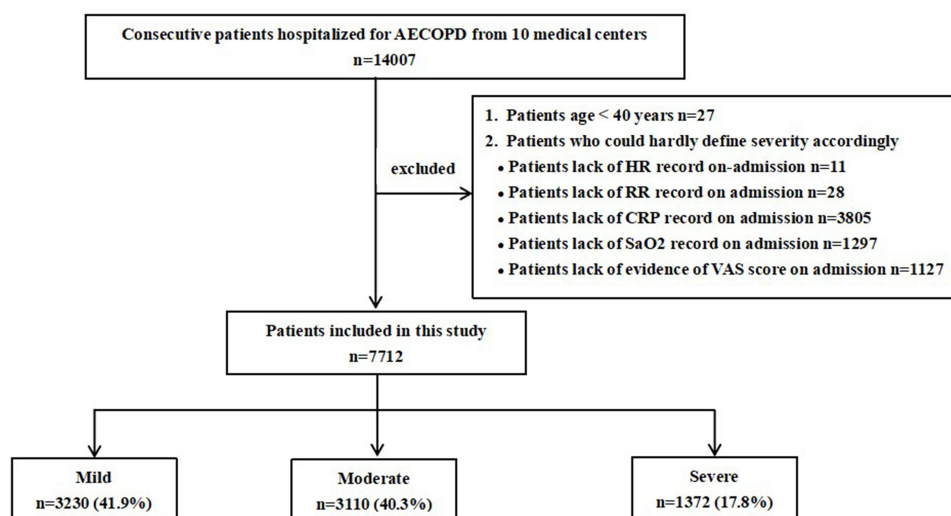 Consecutive patients hospitalized for AECOPD from 10 medical centers
n=14007
1. Patients age < 40 years n=27
2. Patients who could hardly define severity accordingly
• Patients lack of HR record on-admission n=11
• Patients lack of RR record on admission n=28
• Patients lack of CRP record on admission n=3805
• Patients lack of SaO2 record on admission n=1297
• Patients lack of evidence of VAS score on admission n=1127
excluded
Patients included in this study
n=7712
Mild
n=3230 (41.9%)
Moderate
n=3110 (40.3%)
Severe
n=1372 (17.8%)